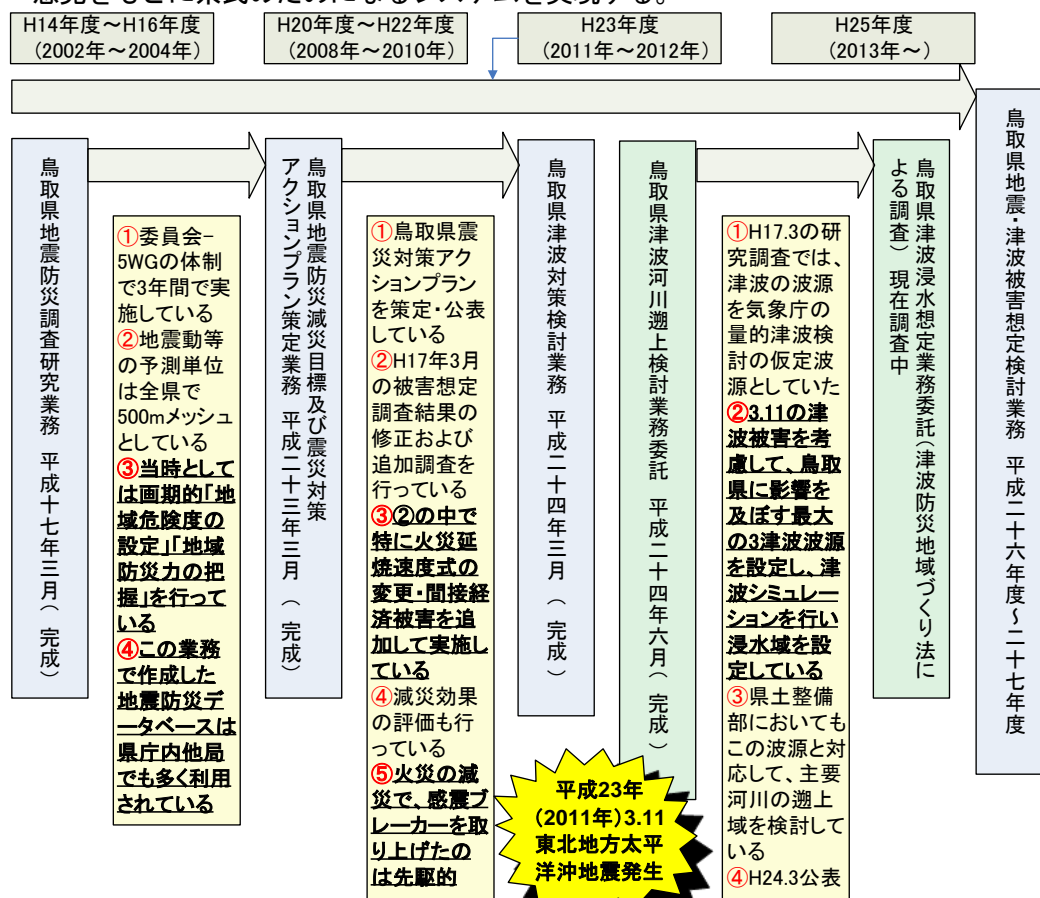 H14年度～H16年度
（2002年～2004年）
H20年度～H22年度
（2008年～2010年）
H23年度
（2011年～2012年）
H25年度
（2013年～）
鳥取県地震防災調査研究業務　平成十七年三月（完成）
①委員会－
5WGの体制
で3年間で実
施している
②地震動等
の予測単位
は全県で
500mメッシュ
としている
③当時として
は画期的「地
域危険度の
設定」「地域
防災力の把
握」を行って
いる
④この業務
で作成した
地震防災デ
ータベースは
県庁内他局
でも多く利用
されている
鳥取県地震防災減災目標及び震災対策
アクションプラン策定業務　平成二十三年三月（完成）
①鳥取県震
災対策アク
ションプラン
を策定・公表
している
②H17年3月
の被害想定
調査結果の
修正および
追加調査を
行っている
③②の中で
特に火災延
焼速度式の
変更・間接経
済被害を追
加して実施し
ている
④減災効果
の評価も行
っている
⑤火災の減
災で、感震ブ
レーカーを取
り上げたの
は先駆的
鳥取県津波対策検討業務　平成二十四年三月（完成）
平成23年
（2011年）3.11
東北地方太平
洋沖地震発生
鳥取県津波河川遡上検討業務委託　平成二十四年六月（完成）
①H17.3の研
究調査では、
津波の波源
を気象庁の
量的津波検
討の仮定波
源としていた
②3.11の津
波被害を考
慮して、鳥取
県に影響を
及ぼす最大
の3津波波源
を設定し、津
波シミュレー
ションを行い
浸水域を設
定している
③県土整備
部においても
この波源と対
応して、主要
河川の遡上
域を検討して
いる
④H24.3公表
鳥取県津波浸水想定業務委託（津波防災地域づくり法に
よる調査）　現在調査中
鳥取県地震・津波被害想定検討業務　平成二十六年度～二十七年度